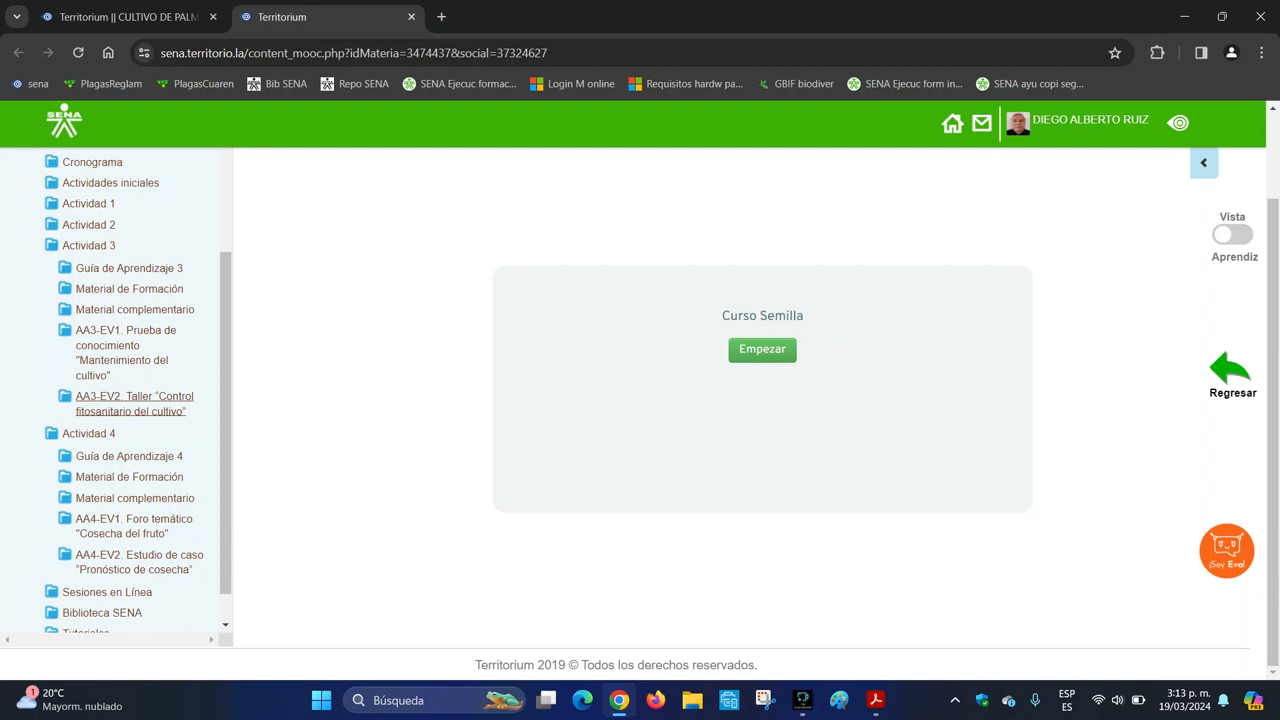 Territorium || CULTIVO DE PALM
Territorium
sena.territorio.la/content_mooc.php?idMateria=3474437&social=37324627
sena
PlagasReglam
PlagasCuaren
Bib SENA
Repo SENA
SENA Ejecuc formac...
Login M online
Requisitos hardw pa...
GBIF biodiver
SENA Ejecuc form in...
SENA ayu copi seg...
SENA
DIEGO ALBERTO RUIZ
Cronograma
Actividades iniciales
Actividad 1
Actividad 2
Actividad 3
Guía de Aprendizaje 3
Material de Formación
Material complementario
AA3-EV1. Prueba de
conocimiento
"Mantenimiento del
cultivo"
AA3-EV2. Taller “Control
fitosanitario del cultivo”
Actividad 4
Guía de Aprendizaje 4
Material de Formación
Material complementario
AA4-EV1. Foro temático
"Cosecha del fruto"
AA4-EV2. Estudio de caso
“Pronóstico de cosecha”
Sesiones en Línea
Biblioteca SENA
Tutoriales
Curso Semilla
Empezar
Vista
Aprendiz
Regresar
¡Soy Eva!
Territorium 2019 © Todos los derechos reservados.
1
20°C
Mayorm. nublado
Búsqueda
ESP
ES
3:13 p. m.
19/03/2024